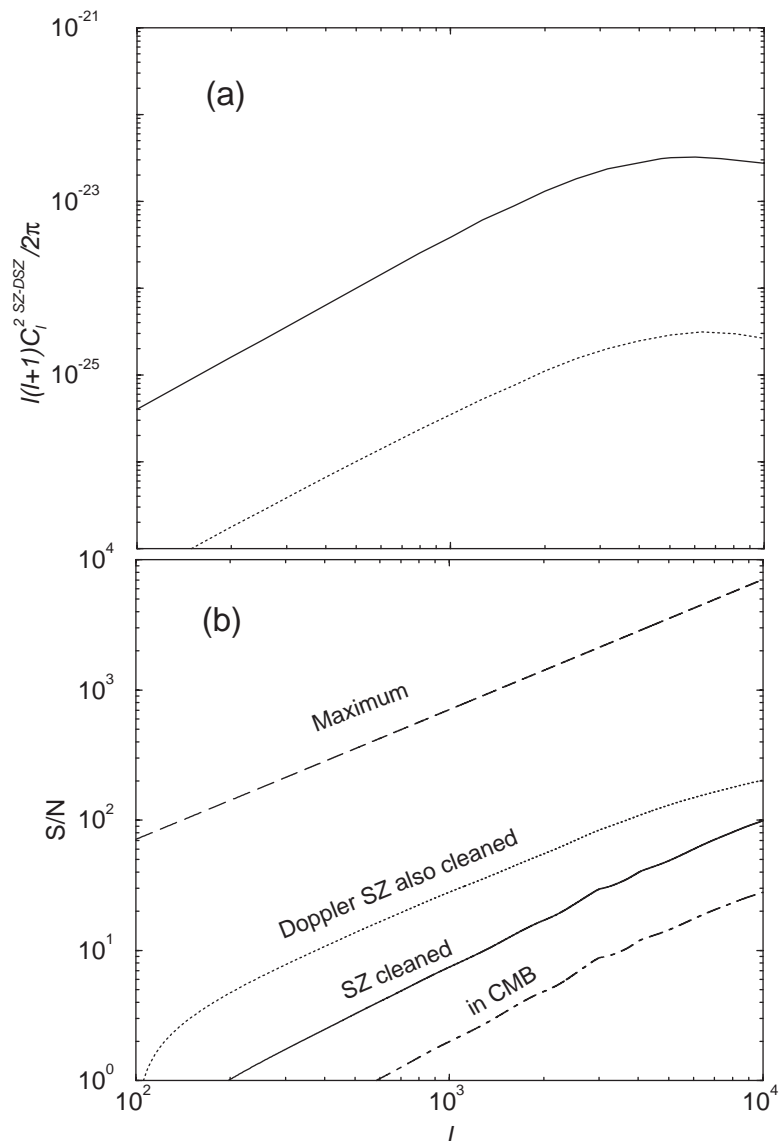 10^-21
(a)
10^-23
l(l+1)C_l^2 SZ-DSZ/2π
10^-25
10^4
10^4
(b)
10^3
Maximum
S/N
10^2
Doppler SZ also cleaned
10^1
SZ cleaned
in CMB
10^0
10^2
10^3
10^4
l